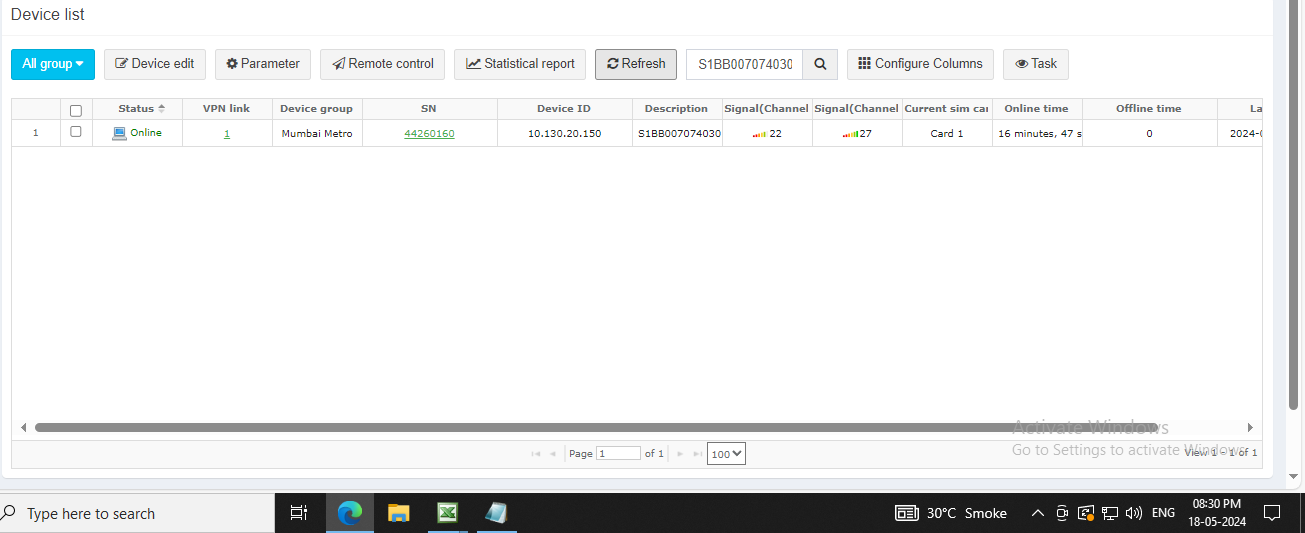 Device list
All group Device edit Parameter Remote control Statistical report Refresh S1BB007074030 Configure Columns Task
Status VPN link Device group SN Device ID Description Signal(Channel Signal(Channel Current sim car Online time Offline time La
1 Online 1 Mumbai Metro 44260160 10.130.20.150 S1BB007074030 22 27 Card 1 16 minutes, 47 s 0 2024-0
Activate Windows
Go to Settings to activate Windows.
Page 1 of 1 100 View 1 - 1 of 1
Type here to search 30°C Smoke ENG 08:30 PM
18-05-2024